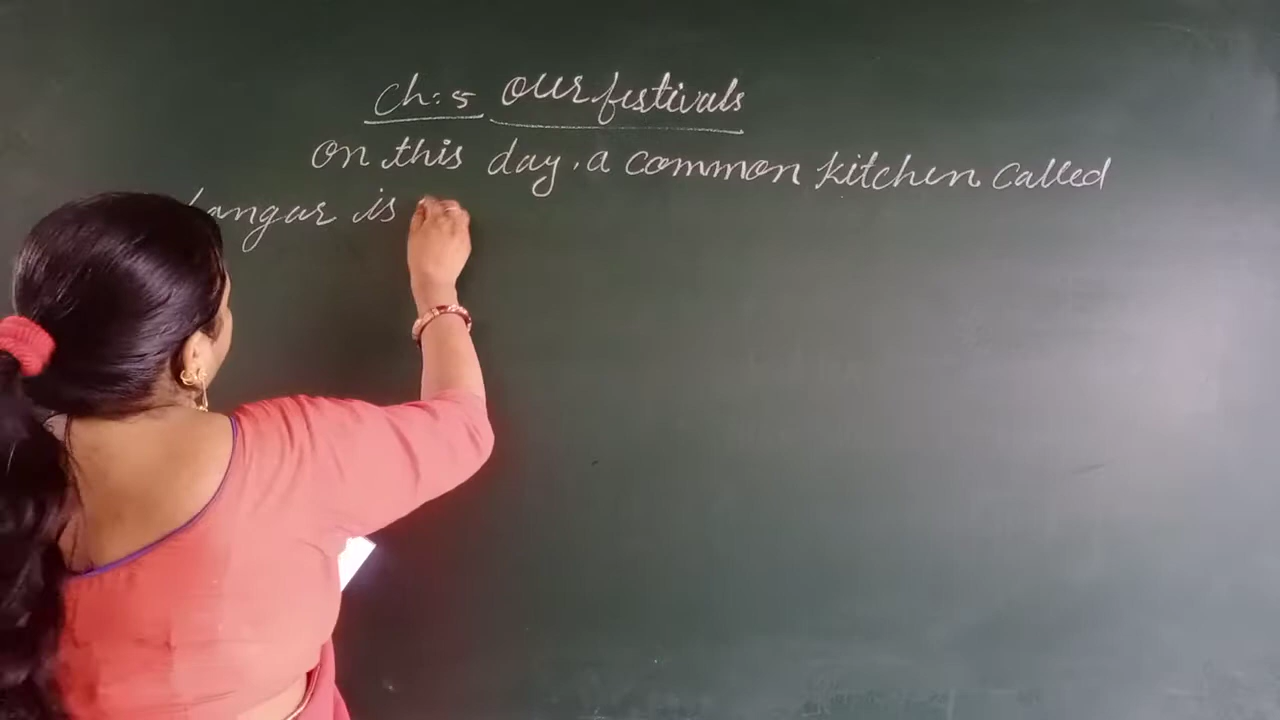 Ch: 5 Our festivals
On this day, a common kitchen called
langar is